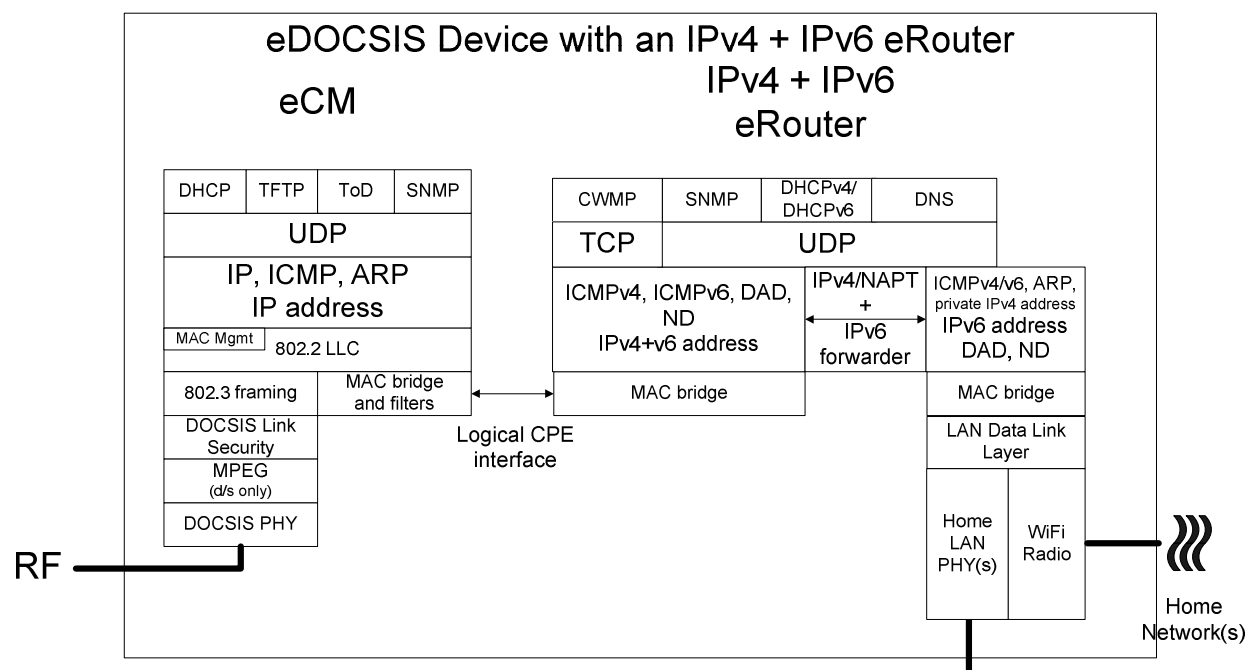 eDOCSIS Device with an IPv4 + IPv6 eRouter
eCM
IPv4 + IPv6
eRouter
DHCP
TFTP
ToD
SNMP
UDP
IP, ICMP, ARP
IP address
MAC Mgmt
802.2 LLC
802.3 framing
MAC bridge
and filters
DOCSIS Link
Security
MPEG
(d/s only)
DOCSIS PHY
RF
Logical CPE
interface
CWMP
SNMP
DHCPv4/
DHCPv6
DNS
TCP
UDP
ICMPv4, ICMPv6, DAD,
ND
IPv4+v6 address
IPv4/NAPT
+
IPv6
forwarder
ICMPv4/v6, ARP,
private IPv4 address
IPv6 address
DAD, ND
MAC bridge
MAC bridge
LAN Data Link
Layer
Home
LAN
PHY(s)
WiFi
Radio
Home
Network(s)